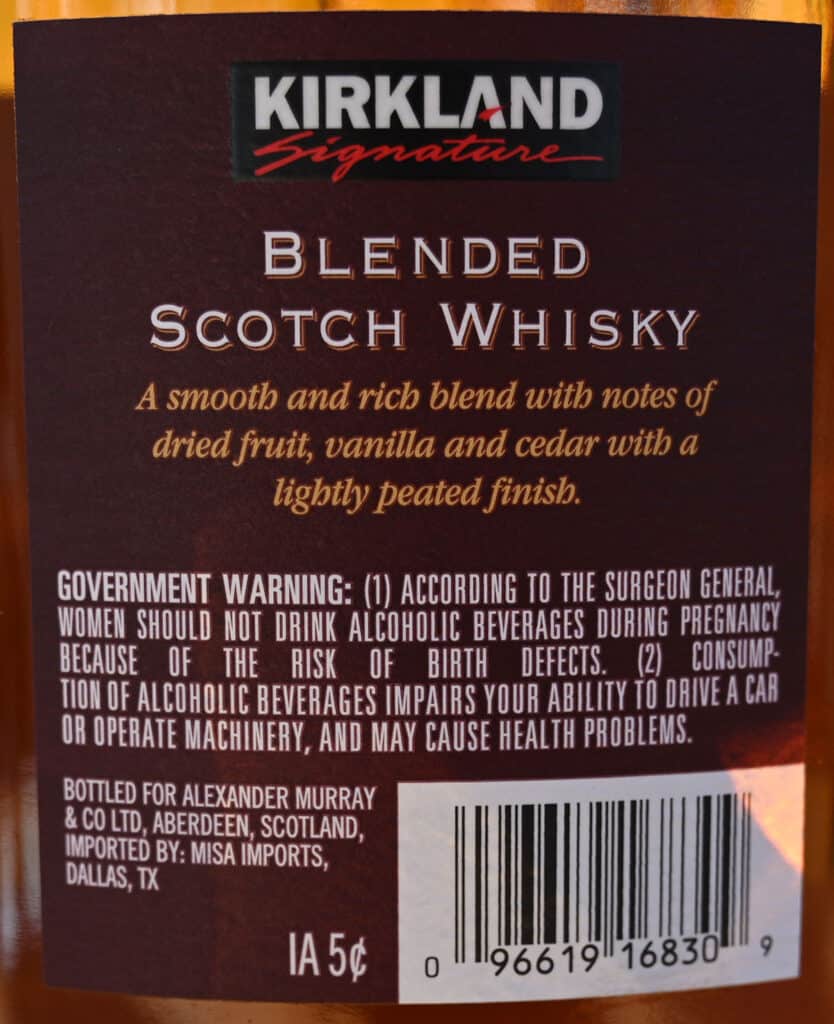 KIRKLAND
Signature
BLENDED
SCOTCH WHISKY
A smooth and rich blend with notes of
dried fruit, vanilla and cedar with a
lightly peated finish.
GOVERNMENT WARNING: (1) ACCORDING TO THE SURGEON GENERAL,
WOMEN SHOULD NOT DRINK ALCOHOLIC BEVERAGES DURING PREGNANCY
BECAUSE OF THE RISK OF BIRTH DEFECTS. (2) CONSUMP-
TION OF ALCOHOLIC BEVERAGES IMPAIRS YOUR ABILITY TO DRIVE A CAR
OR OPERATE MACHINERY, AND MAY CAUSE HEALTH PROBLEMS.
BOTTLED FOR ALEXANDER MURRAY
& CO LTD, ABERDEEN, SCOTLAND,
IMPORTED BY: MISA IMPORTS,
DALLAS, TX
IA 5¢
0 96619 16830 9